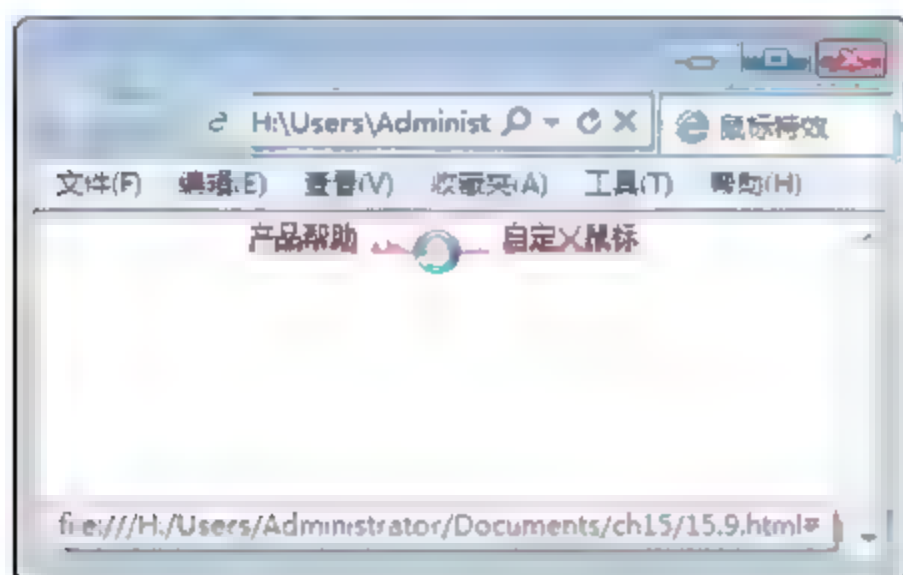 H:\Users\Administ 鼠标特效
文件(F) 编辑(E) 查看(V) 收藏夹(A) 工具(T) 帮助(H)
产品帮助 自定义鼠标
file:///H:/Users/Administrator/Documents/ch15/15.9.html#